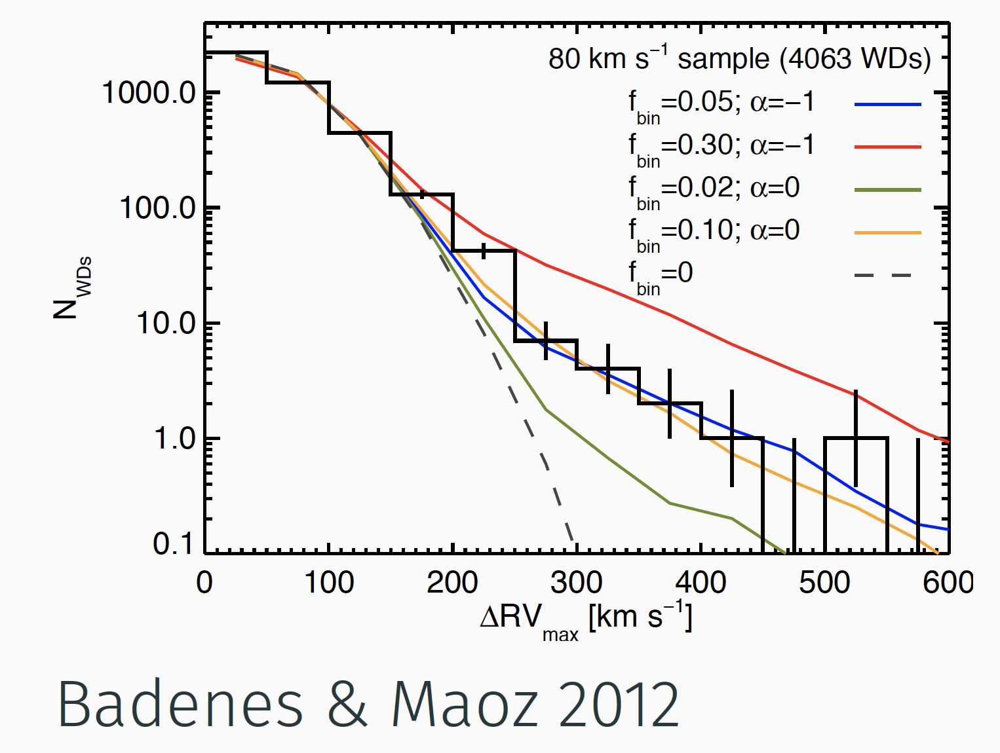 80 km s⁻¹ sample (4063 WDs)
f_bin=0.05; α=−1
f_bin=0.30; α=−1
f_bin=0.02; α=0
f_bin=0.10; α=0
f_bin=0
N_WDs
1000.0
100.0
10.0
1.0
0.1
0 100 200 300 400 500 600
ΔRV_max [km s⁻¹]
Badenes & Maoz 2012